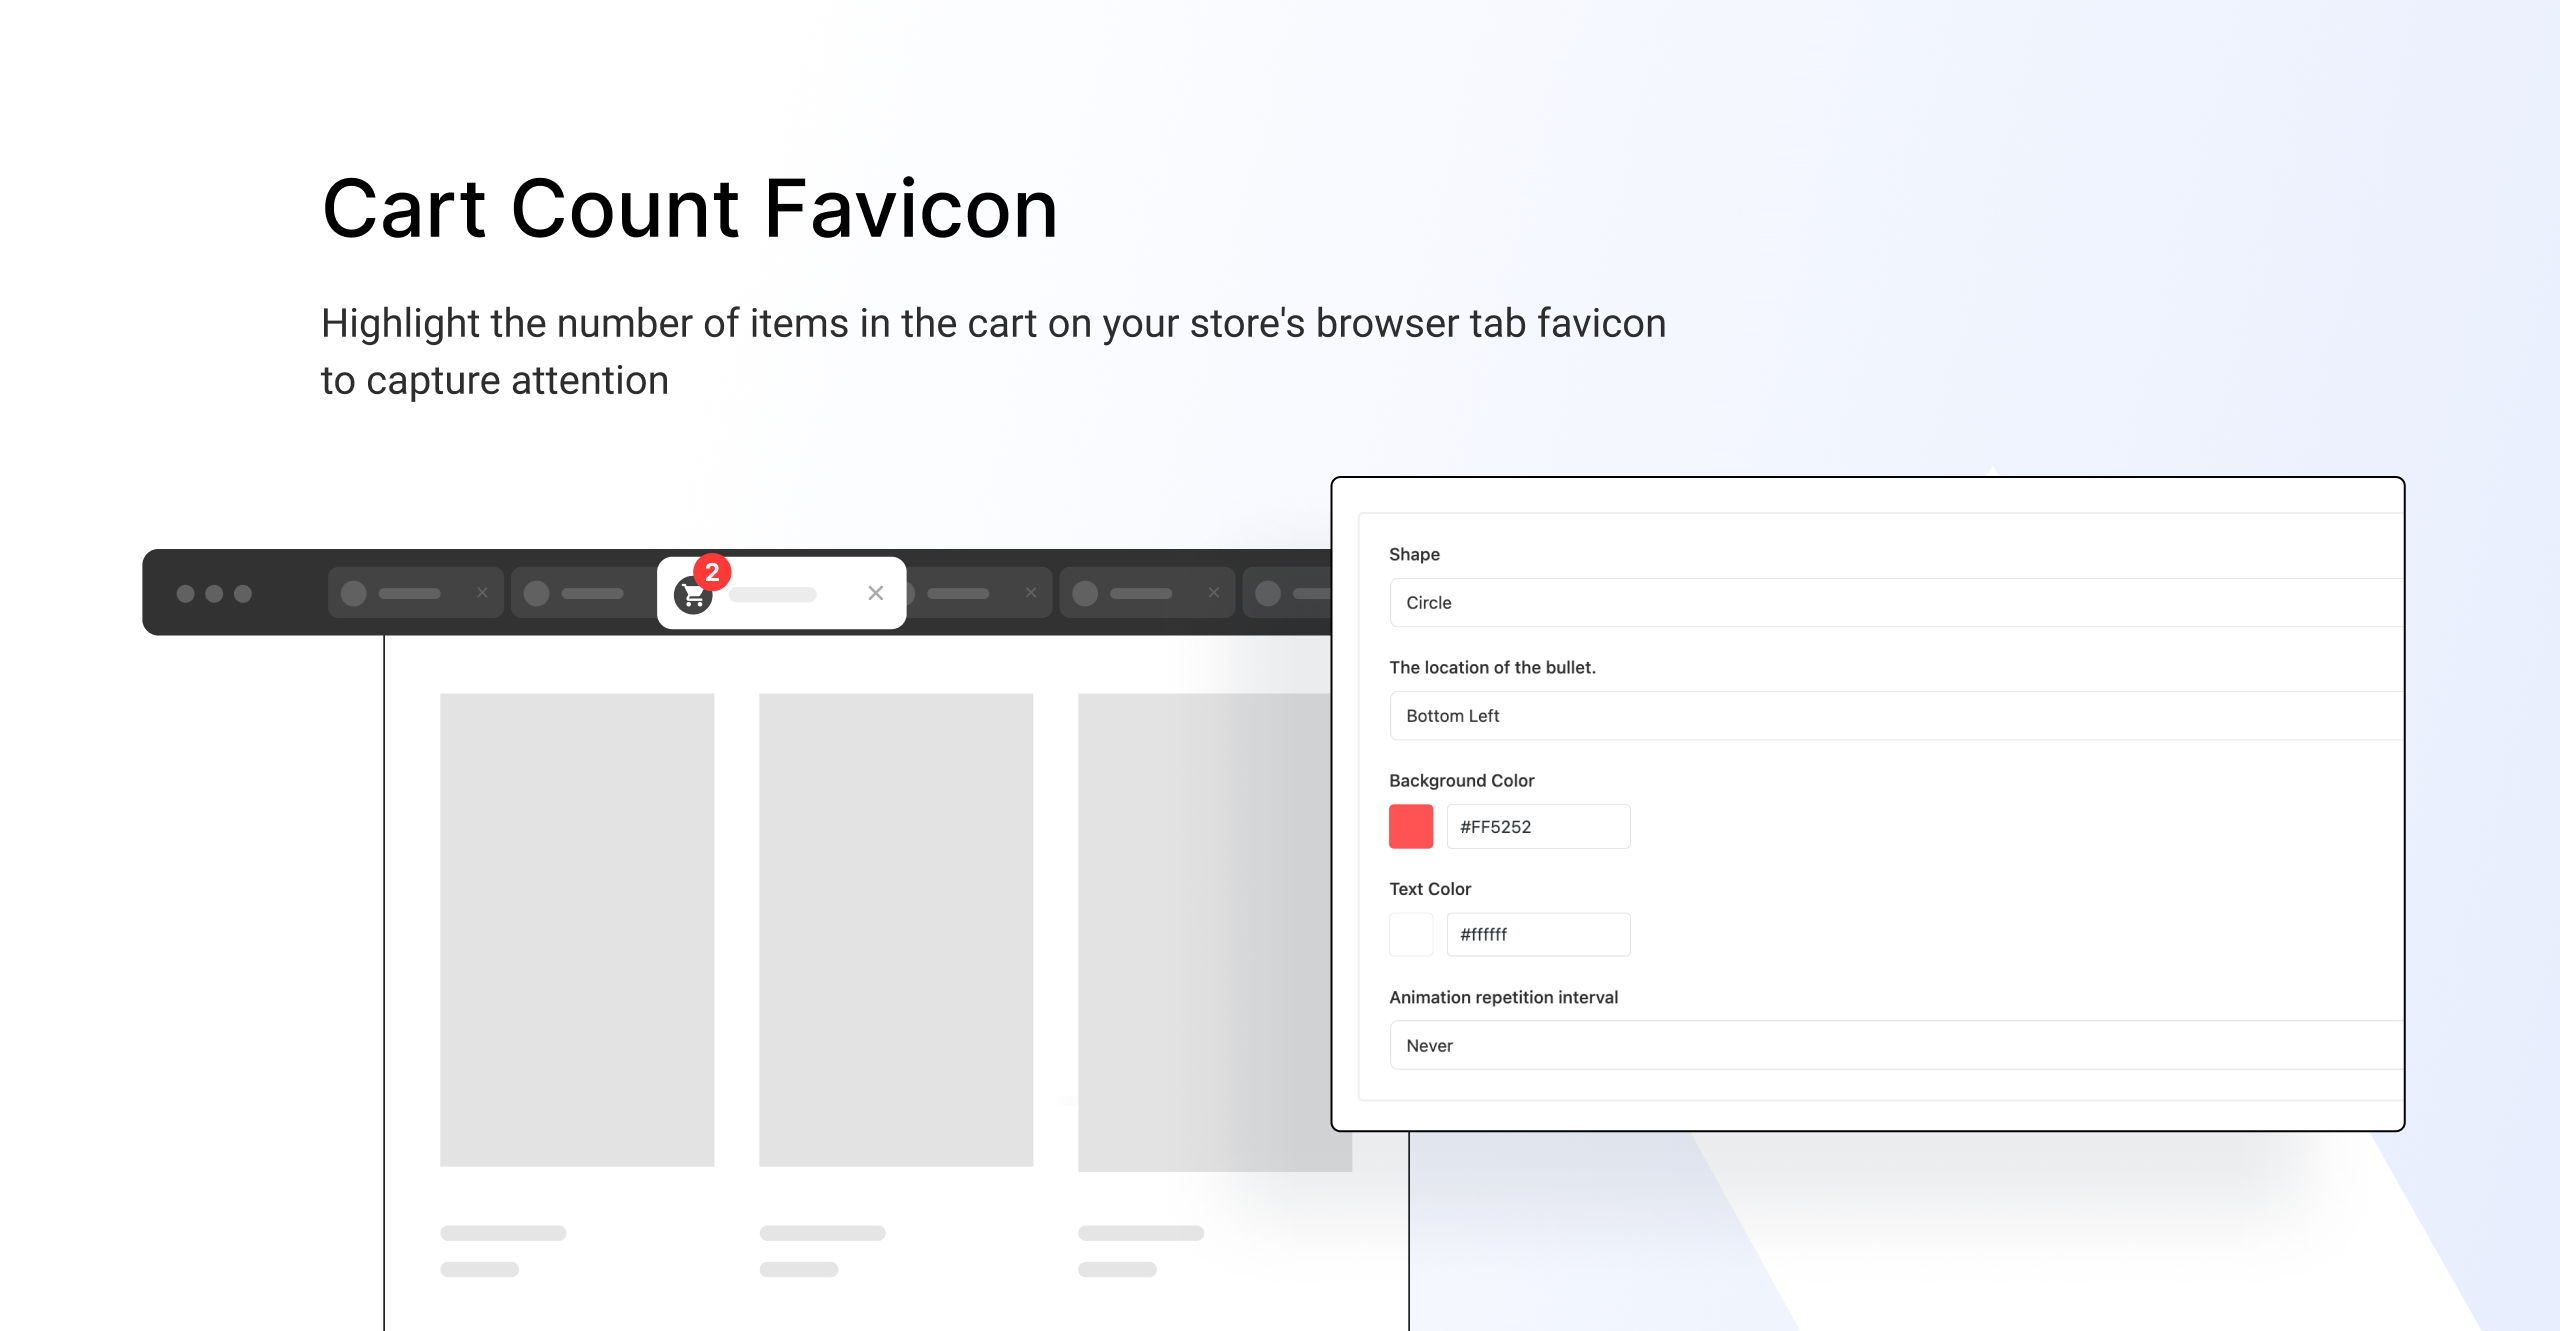 Cart Count Favicon
Highlight the number of items in the cart on your store's browser tab favicon
to capture attention
2
Shape
Circle
The location of the bullet.
Bottom Left
Background Color
#FF5252
Text Color
#ffffff
Animation repetition interval
Never